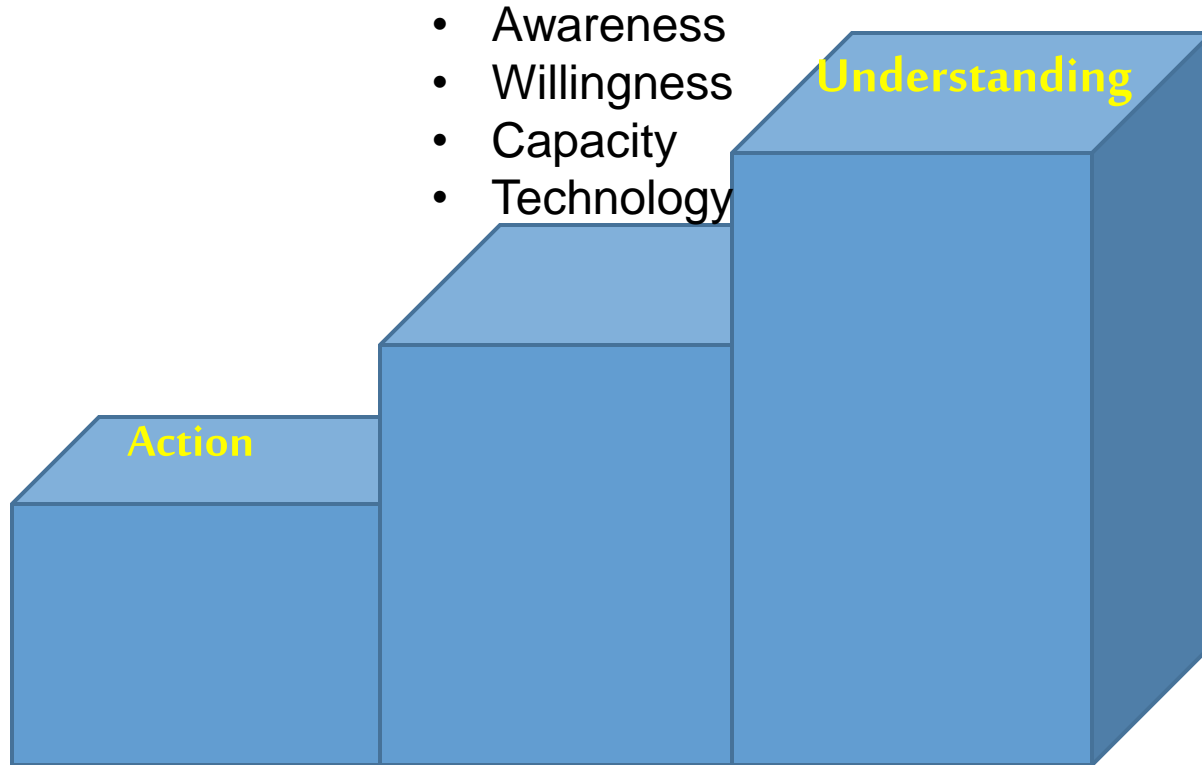 • Awareness
• Willingness
• Capacity
• Technology
Understanding
Action